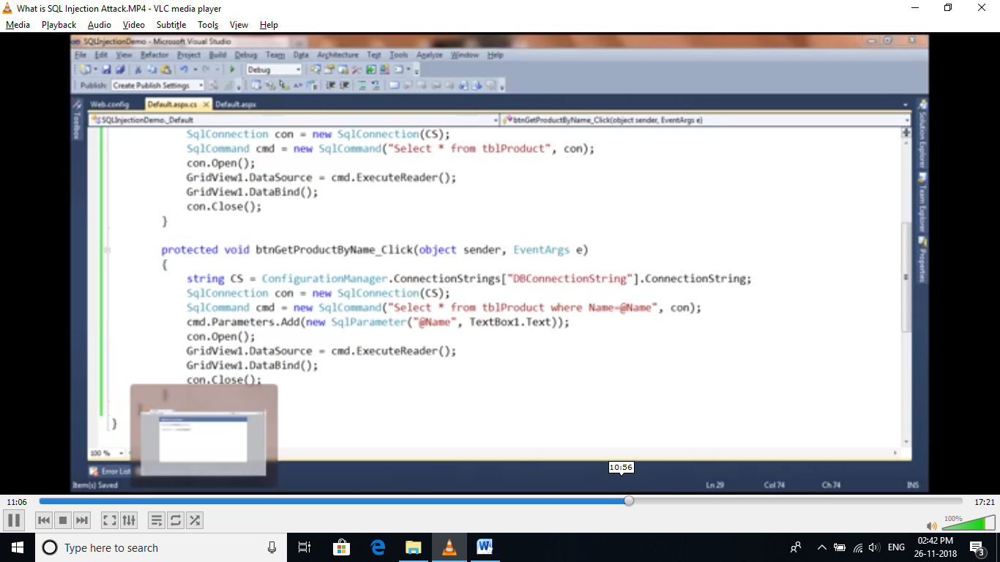 What is SQL Injection Attack.MP4 - VLC media player
Media Playback Audio Video Subtitle Tools View Help
SQLInjectionDemo - Microsoft Visual Studio
File Edit View Refactor Project Build Debug Team Data Architecture Test Tools Analyze Window Help
Debug
Publish: Create Publish Settings
Web.config Default.aspx.cs Default.aspx
Toolbox
SQLInjectionDemo._Default
btnGetProductByName_Click(object sender, EventArgs e)
Solution Explorer
Team Explorer
Properties
SqlConnection con = new SqlConnection(CS);
SqlCommand cmd = new SqlCommand("Select * from tblProduct", con);
con.Open();
GridView1.DataSource = cmd.ExecuteReader();
GridView1.DataBind();
con.Close();
}
protected void btnGetProductByName_Click(object sender, EventArgs e)
{
string CS = ConfigurationManager.ConnectionStrings["DBConnectionString"].ConnectionString;
SqlConnection con = new SqlConnection(CS);
SqlCommand cmd = new SqlCommand("Select * from tblProduct where Name=@Name", con);
cmd.Parameters.Add(new SqlParameter("@Name", TextBox1.Text));
con.Open();
GridView1.DataSource = cmd.ExecuteReader();
GridView1.DataBind();
con.Close();
}
}
}
100 %
Error List
Item(s) Saved Ln 29 Col 74 Ch 74 INS
10:56
11:06 17:21
100%
Type here to search
ENG
02:42 PM
26-11-2018
3